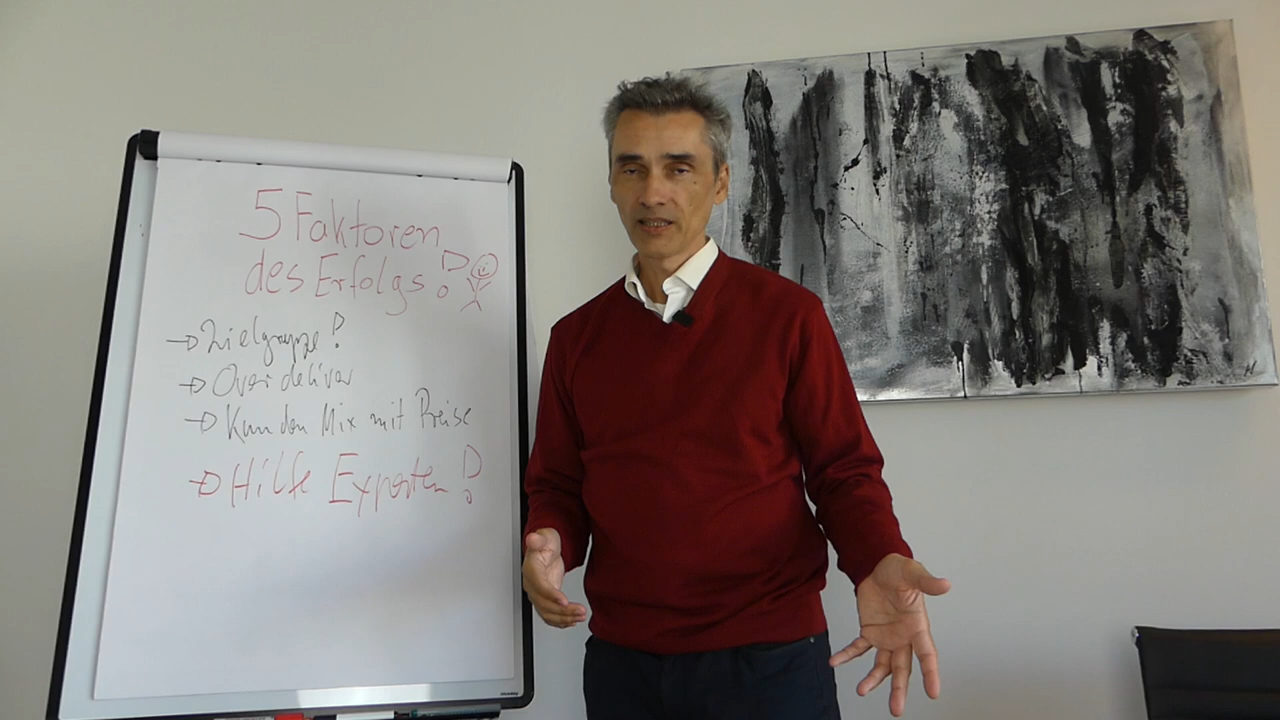 5 Faktoren
des Erfolgs!
→ Zielgruppe!
→ Over deliver
→ Kunden Mix mit Preise
→ Hilfe Experten!